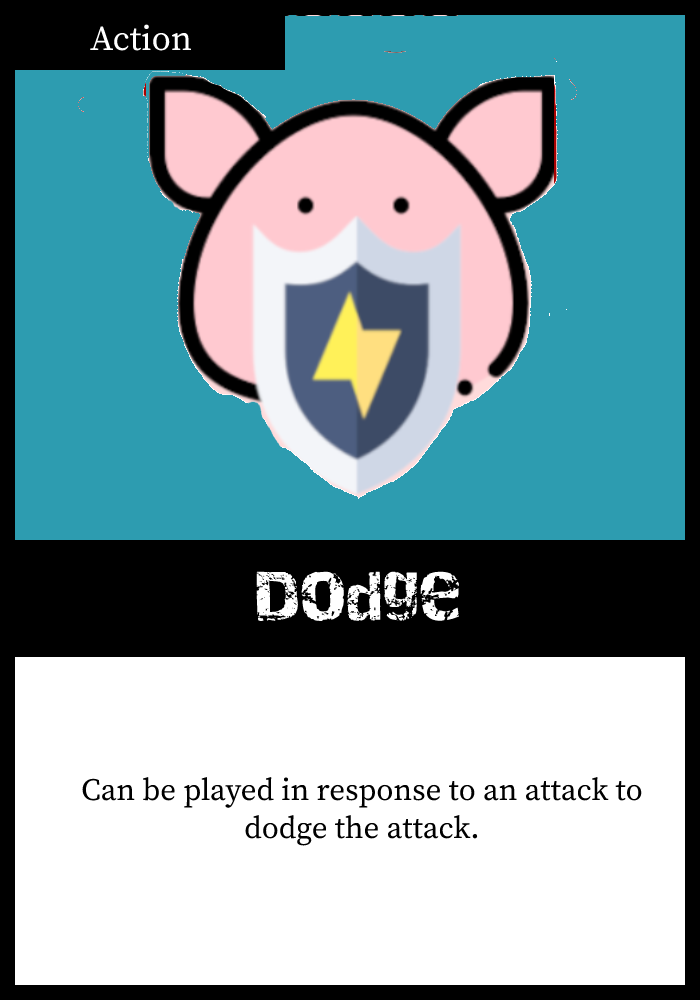 Action
Dodge
Can be played in response to an attack to
dodge the attack.